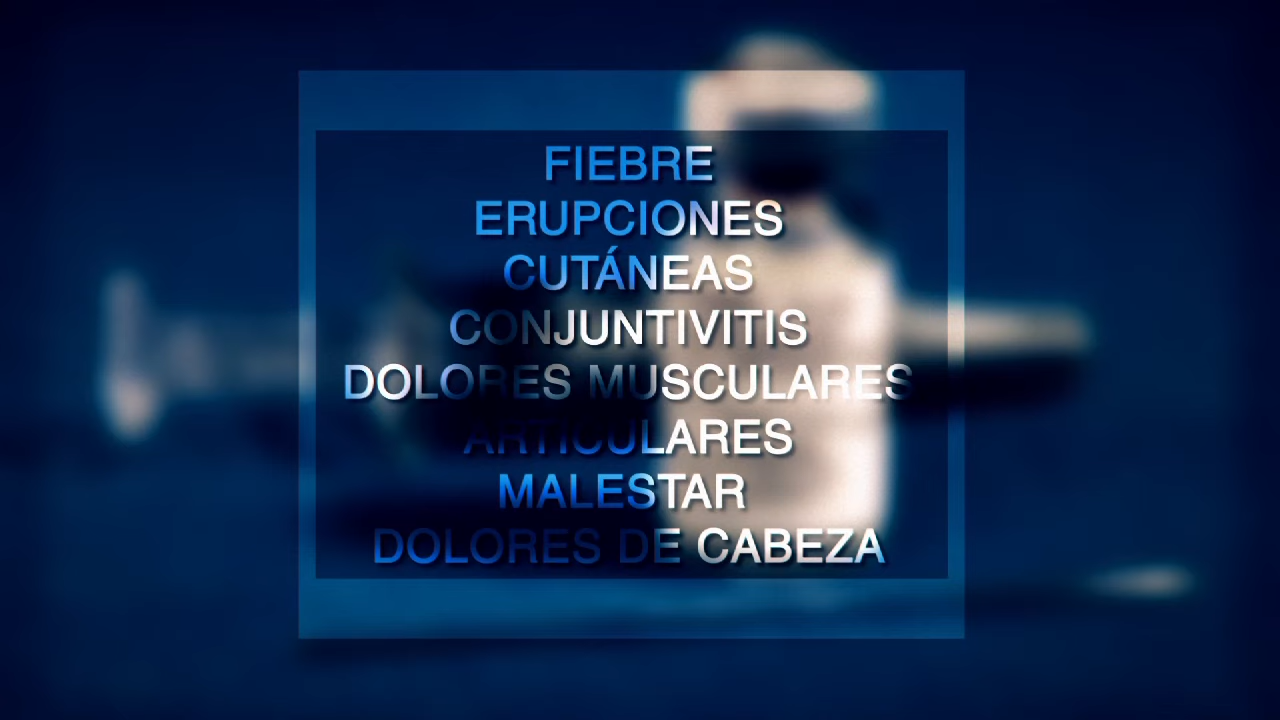 FIEBRE
ERUPCIONES
CUTÁNEAS
CONJUNTIVITIS
DOLORES MUSCULARES
ARTICULARES
MALESTAR
DOLORES DE CABEZA